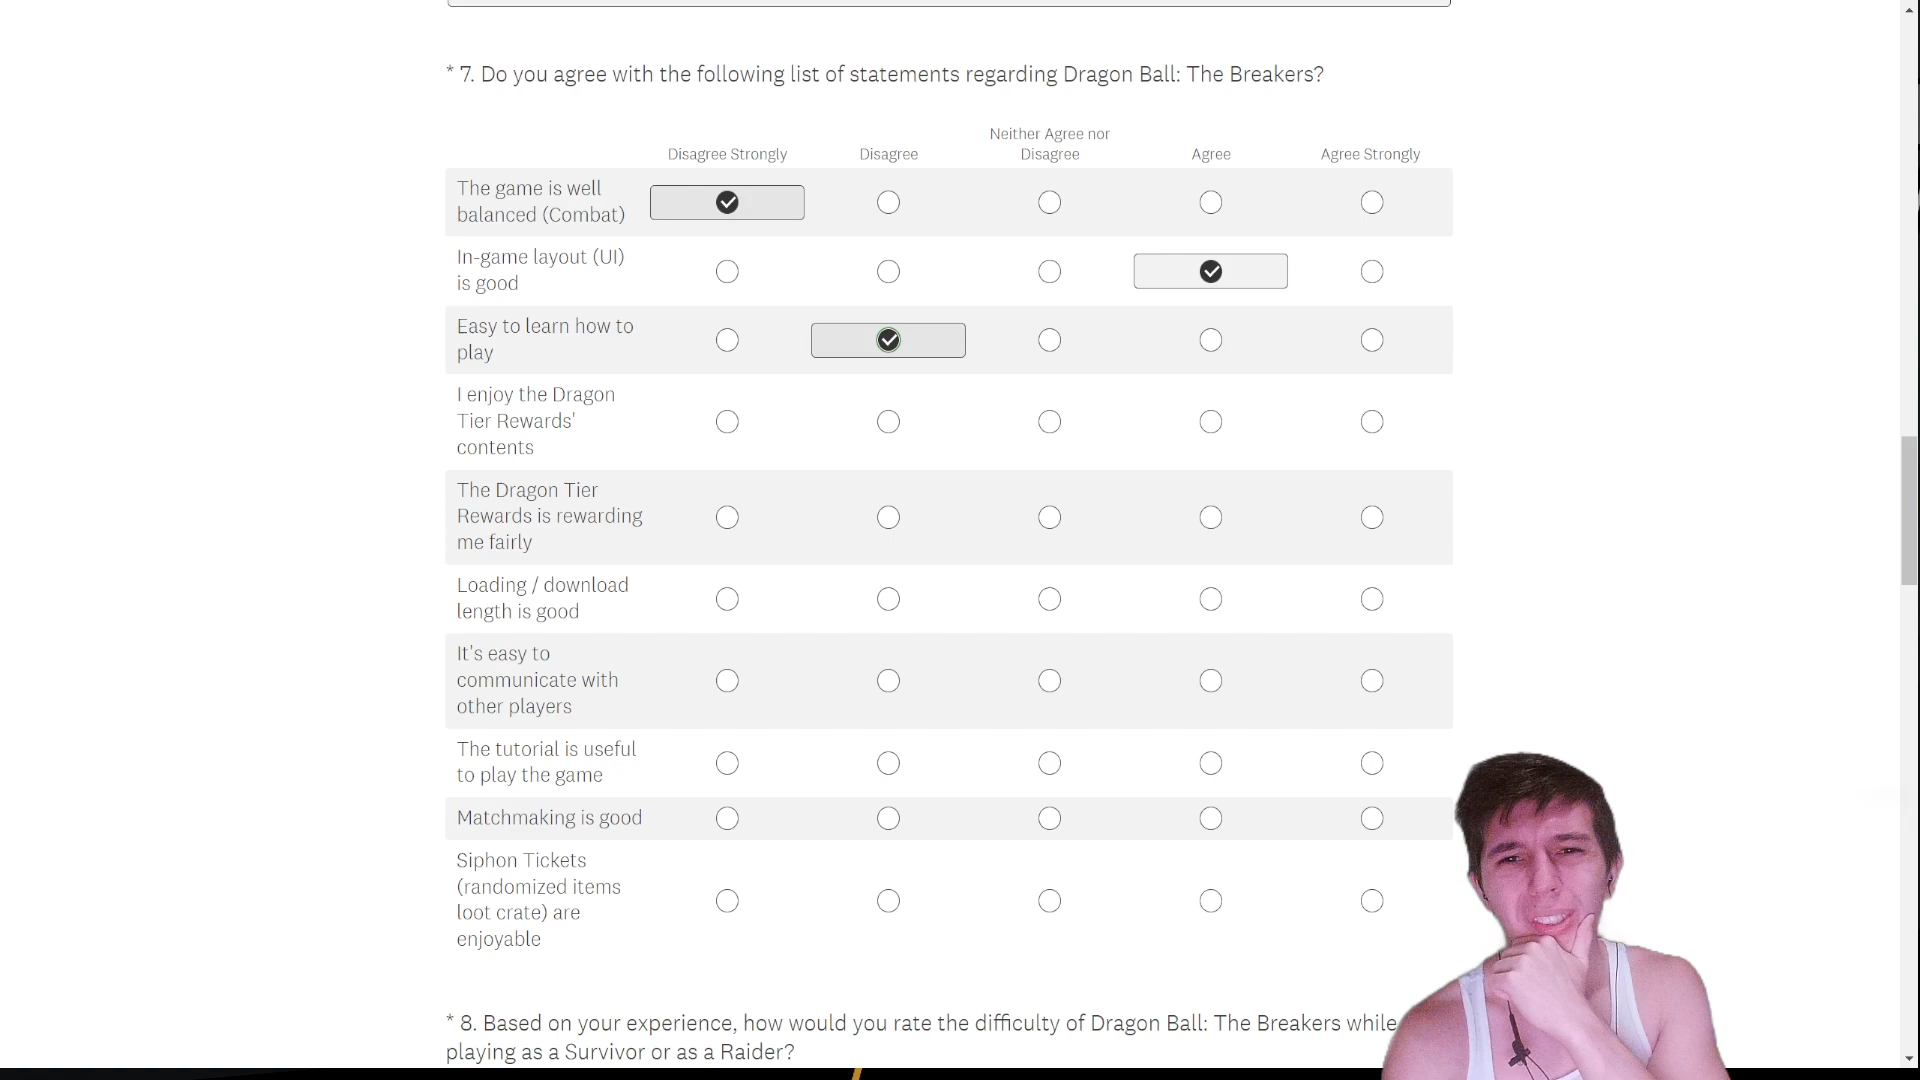 * 7. Do you agree with the following list of statements regarding Dragon Ball: The Breakers?
Neither Agree nor
Disagree Strongly Disagree Disagree Agree Agree Strongly
The game is well
balanced (Combat)
In-game layout (UI)
is good
Easy to learn how to
play
I enjoy the Dragon
Tier Rewards'
contents
The Dragon Tier
Rewards is rewarding
me fairly
Loading / download
length is good
It's easy to
communicate with
other players
The tutorial is useful
to play the game
Matchmaking is good
Siphon Tickets
(randomized items
loot crate) are
enjoyable
* 8. Based on your experience, how would you rate the difficulty of Dragon Ball: The Breakers while
playing as a Survivor or as a Raider?